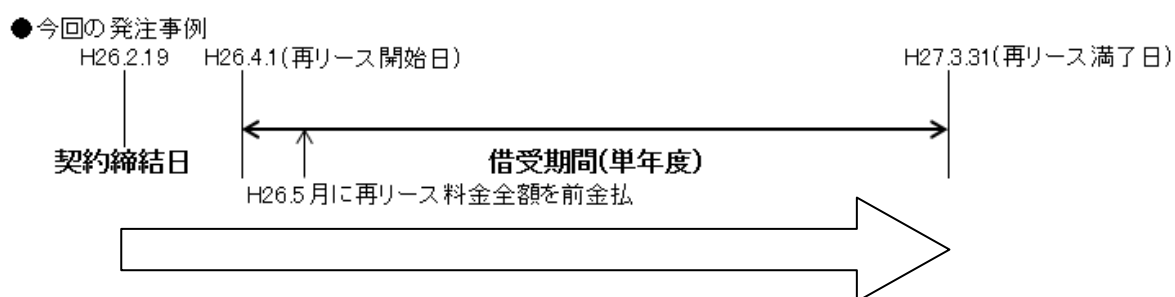 ●今回の発注事例
H26.2.19 H26.4.1(再リース開始日) H27.3.31(再リース満了日)
契約締結日 借受期間(単年度)
H26.5月に再リース料金全額を前金払